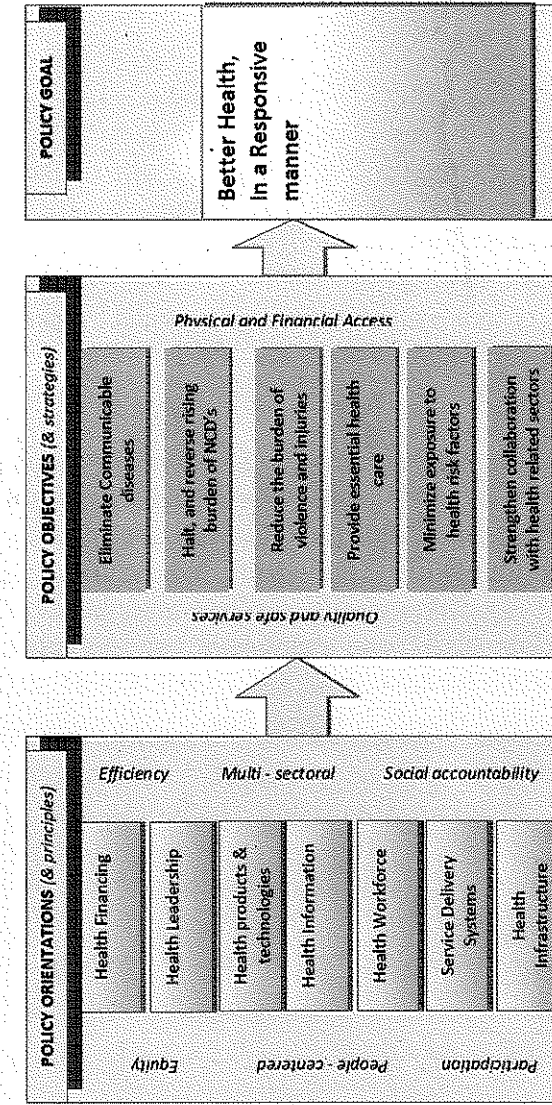 POLICY ORIENTATIONS (& principles)
Equity
People - centered
Participation
Health Financing
Health Leadership
Health products &
technologies
Health Information
Health Workforce
Service Delivery
Systems
Health
Infrastructure
Efficiency
Multi - sectoral
Social accountability
POLICY OBJECTIVES (& strategies)
Quality and safe services
Eliminate Communicable
diseases
Halt, and reverse rising
burden of NCD's
Reduce the burden of
violence and injuries
Provide essential health
care
Minimize exposure to
health risk factors
Strengthen collaboration
with health related sectors
Physical and Financial Access
POLICY GOAL
Better Health,
In a Responsive
manner